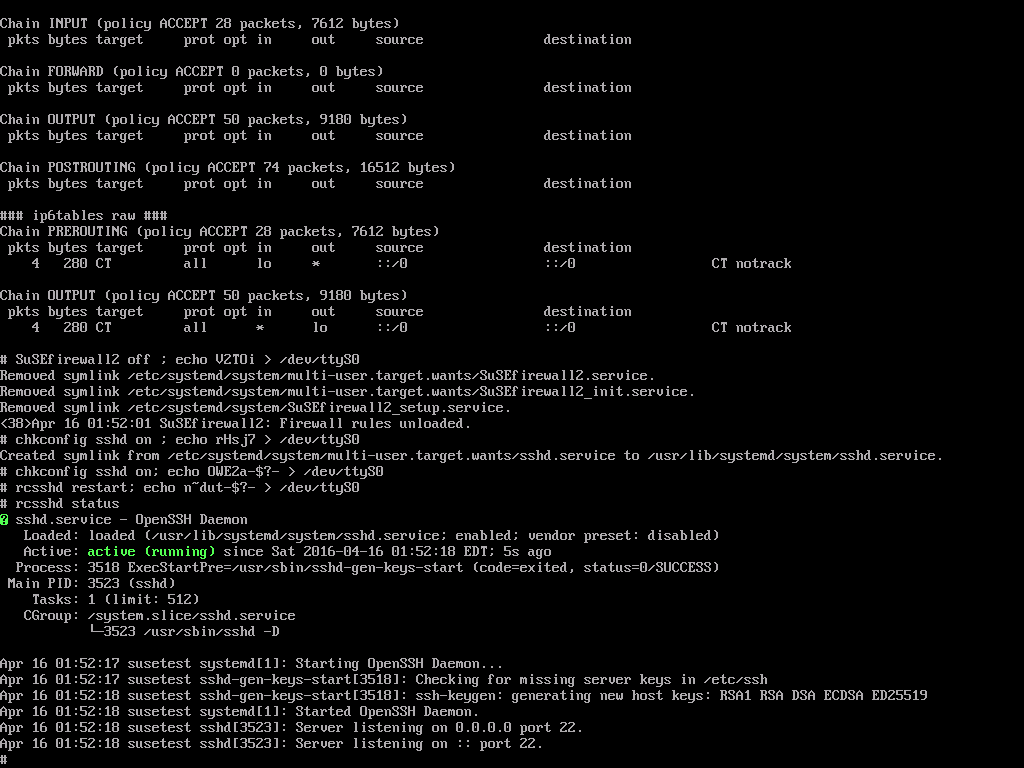 Chain INPUT (policy ACCEPT 28 packets, 7612 bytes)
 pkts bytes target     prot opt in     out     source               destination

Chain FORWARD (policy ACCEPT 0 packets, 0 bytes)
 pkts bytes target     prot opt in     out     source               destination

Chain OUTPUT (policy ACCEPT 50 packets, 9180 bytes)
 pkts bytes target     prot opt in     out     source               destination

Chain POSTROUTING (policy ACCEPT 74 packets, 16512 bytes)
 pkts bytes target     prot opt in     out     source               destination

### ip6tables raw ###
Chain PREROUTING (policy ACCEPT 28 packets, 7612 bytes)
 pkts bytes target     prot opt in     out     source               destination
    4   280 CT         all      lo     *       ::/0                 ::/0                 CT notrack

Chain OUTPUT (policy ACCEPT 50 packets, 9180 bytes)
 pkts bytes target     prot opt in     out     source               destination
    4   280 CT         all      *      lo      ::/0                 ::/0                 CT notrack

# SuSEfirewall2 off ; echo V2TOi > /dev/ttyS0
Removed symlink /etc/systemd/system/multi-user.target.wants/SuSEfirewall2.service.
Removed symlink /etc/systemd/system/multi-user.target.wants/SuSEfirewall2_init.service.
Removed symlink /etc/systemd/system/SuSEfirewall2_setup.service.
<38>Apr 16 01:52:01 SuSEfirewall2: Firewall rules unloaded.
# chkconfig sshd on ; echo rHsj7 > /dev/ttyS0
Created symlink from /etc/systemd/system/multi-user.target.wants/sshd.service to /usr/lib/systemd/system/sshd.service.
# chkconfig sshd on; echo OWE2a-$?- > /dev/ttyS0
# rcsshd restart; echo n~dut-$?- > /dev/ttyS0
# rcsshd status
? sshd.service - OpenSSH Daemon
   Loaded: loaded (/usr/lib/systemd/system/sshd.service; enabled; vendor preset: disabled)
   Active: active (running) since Sat 2016-04-16 01:52:18 EDT; 5s ago
  Process: 3518 ExecStartPre=/usr/sbin/sshd-gen-keys-start (code=exited, status=0/SUCCESS)
 Main PID: 3523 (sshd)
    Tasks: 1 (limit: 512)
   CGroup: /system.slice/sshd.service
           └─3523 /usr/sbin/sshd -D

Apr 16 01:52:17 susetest systemd[1]: Starting OpenSSH Daemon...
Apr 16 01:52:17 susetest sshd-gen-keys-start[3518]: Checking for missing server keys in /etc/ssh
Apr 16 01:52:18 susetest sshd-gen-keys-start[3518]: ssh-keygen: generating new host keys: RSA1 RSA DSA ECDSA ED25519
Apr 16 01:52:18 susetest systemd[1]: Started OpenSSH Daemon.
Apr 16 01:52:18 susetest sshd[3523]: Server listening on 0.0.0.0 port 22.
Apr 16 01:52:18 susetest sshd[3523]: Server listening on :: port 22.
#